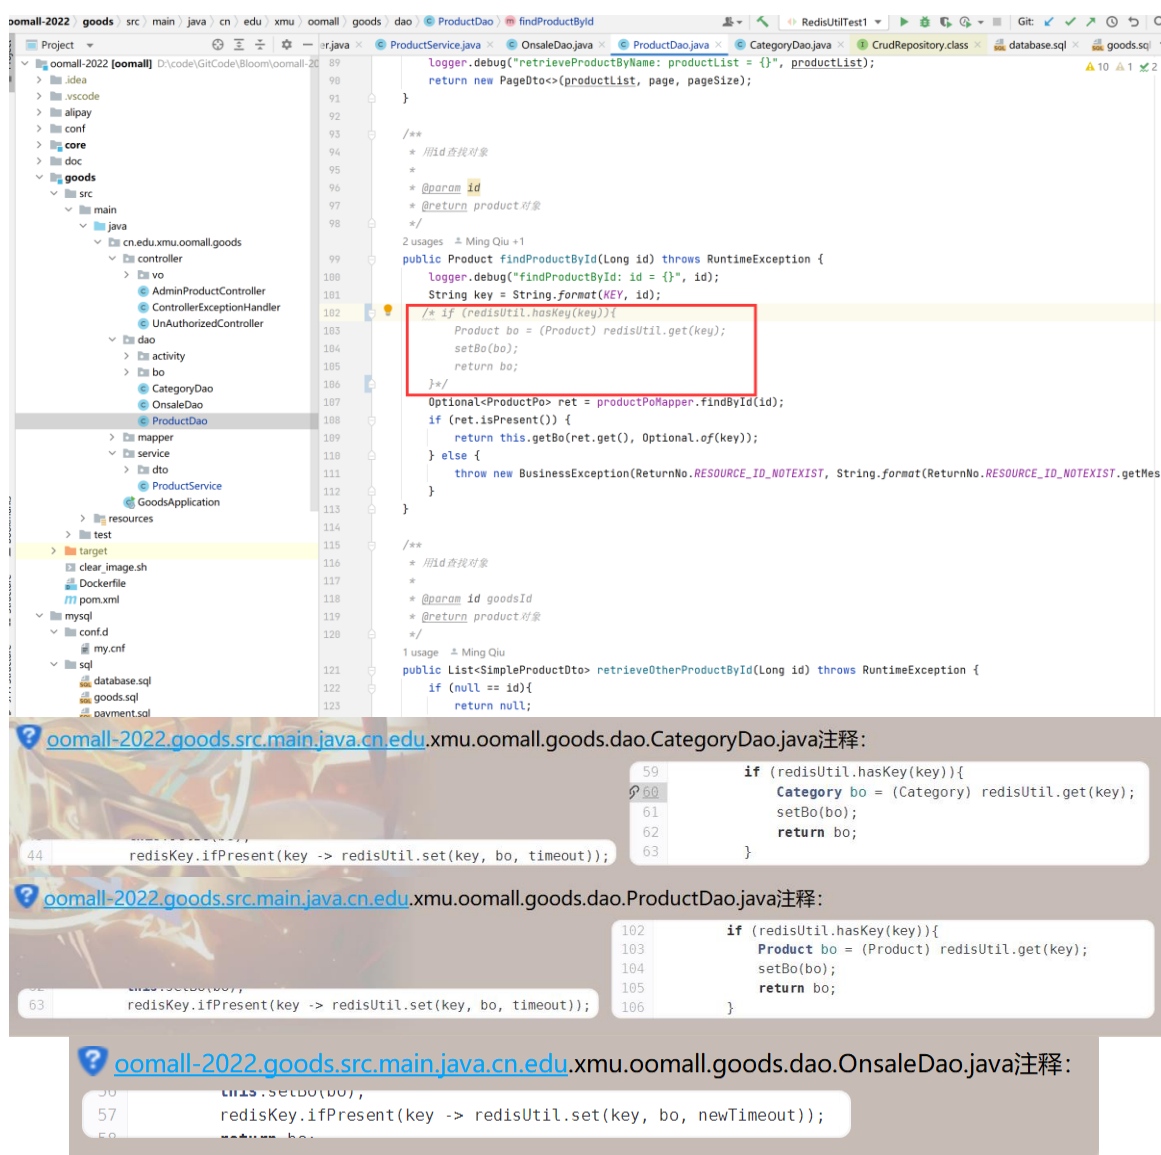 oomall-2022 〉 goods 〉 src 〉 main 〉 java 〉 cn 〉 edu 〉 xmu 〉 oomall 〉 goods 〉 dao 〉 ProductDao 〉 findProductById
RedisUtilTest1
Git:
Project
er.java × ProductService.java × OnsaleDao.java × ProductDao.java × CategoryDao.java × CrudRepository.class × database.sql × goods.sql
oomall-2022 [oomall] D:\code\GitCode\Bloom\oomall-20
.idea
.vscode
alipay
conf
core
doc
goods
src
main
java
cn.edu.xmu.oomall.goods
controller
vo
AdminProductController
ControllerExceptionHandler
UnAuthorizedController
dao
activity
bo
CategoryDao
OnsaleDao
ProductDao
mapper
service
dto
ProductService
GoodsApplication
resources
test
target
clear_image.sh
Dockerfile
pom.xml
mysql
conf.d
my.cnf
sql
database.sql
goods.sql
payment.sql
10 1 2
89 logger.debug("retrieveProductByName: productList = {}", productList);
90 return new PageDto<>(productList, page, pageSize);
91 }
92
93 /**
94 * 用id查找对象
95 *
96 * @param id
97 * @return product对象
98 */
2 usages Ming Qiu +1
99 public Product findProductById(Long id) throws RuntimeException {
100 logger.debug("findProductById: id = {}", id);
101 String key = String.format(KEY, id);
102 /* if (redisUtil.hasKey(key)){
103 Product bo = (Product) redisUtil.get(key);
104 setBo(bo);
105 return bo;
106 }*/
107 Optional<ProductPo> ret = productPoMapper.findById(id);
108 if (ret.isPresent()) {
109 return this.getBo(ret.get(), Optional.of(key));
110 } else {
111 throw new BusinessException(ReturnNo.RESOURCE_ID_NOTEXIST, String.format(ReturnNo.RESOURCE_ID_NOTEXIST.getMes
112 }
113 }
114
115 /**
116 * 用id查找对象
117 *
118 * @param id goodsId
119 * @return product对象
120 */
1 usage Ming Qiu
121 public List<SimpleProductDto> retrieveOtherProductById(Long id) throws RuntimeException {
122 if (null == id){
123 return null;
oomall-2022.goods.src.main.java.cn.edu.xmu.oomall.goods.dao.CategoryDao.java注释：
59 if (redisUtil.hasKey(key)){
60 Category bo = (Category) redisUtil.get(key);
61 setBo(bo);
62 return bo;
63 }
44 redisKey.ifPresent(key -> redisUtil.set(key, bo, timeout));
oomall-2022.goods.src.main.java.cn.edu.xmu.oomall.goods.dao.ProductDao.java注释：
102 if (redisUtil.hasKey(key)){
103 Product bo = (Product) redisUtil.get(key);
104 setBo(bo);
105 return bo;
106 }
62 this.setBo(bo);
63 redisKey.ifPresent(key -> redisUtil.set(key, bo, timeout));
oomall-2022.goods.src.main.java.cn.edu.xmu.oomall.goods.dao.OnsaleDao.java注释：
56 this.setBo(bo);
57 redisKey.ifPresent(key -> redisUtil.set(key, bo, newTimeout));
58 return bo;